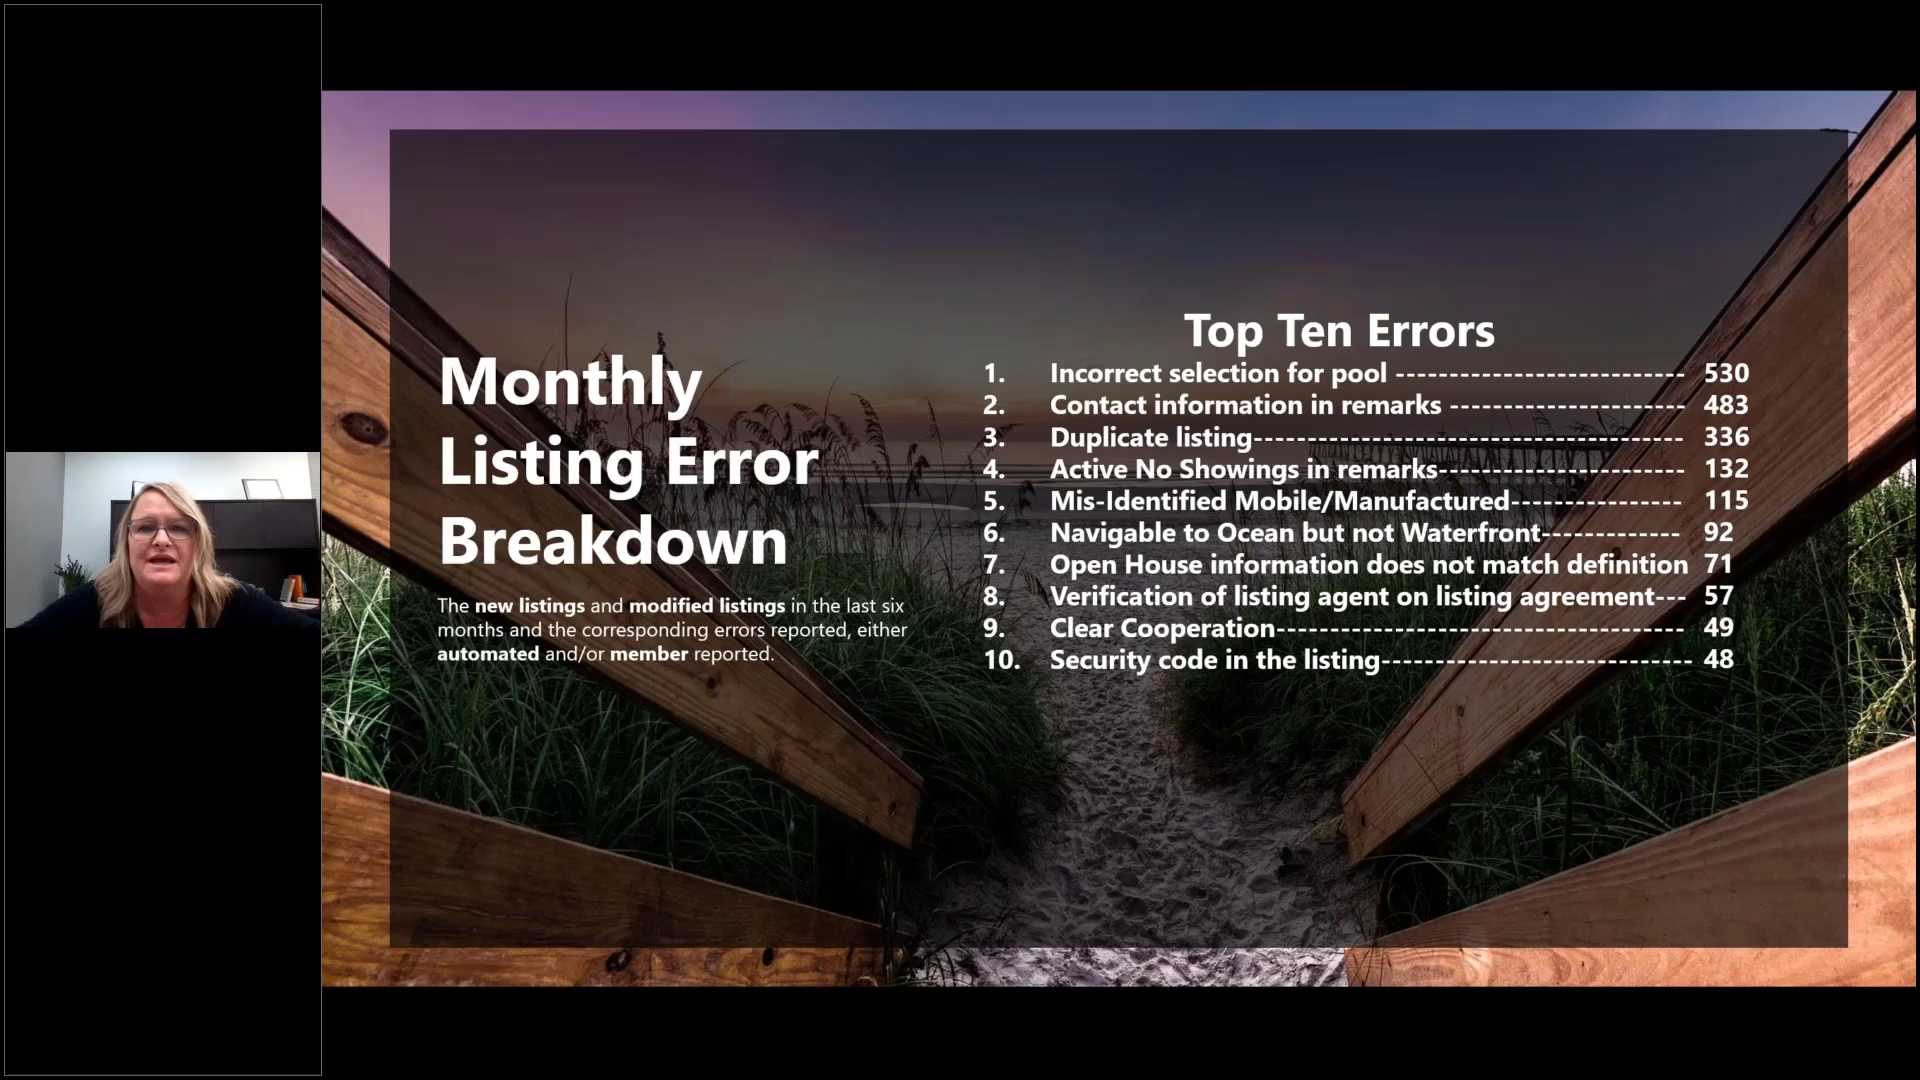 Monthly
Listing Error
Breakdown
The new listings and modified listings in the last six
months and the corresponding errors reported, either
automated and/or member reported.
Top Ten Errors
1. Incorrect selection for pool --------------------------- 530
2. Contact information in remarks ---------------------- 483
3. Duplicate listing---------------------------------------- 336
4. Active No Showings in remarks----------------------- 132
5. Mis-Identified Mobile/Manufactured---------------- 115
6. Navigable to Ocean but not Waterfront------------- 92
7. Open House information does not match definition 71
8. Verification of listing agent on listing agreement--- 57
9. Clear Cooperation-------------------------------------- 49
10. Security code in the listing----------------------------- 48